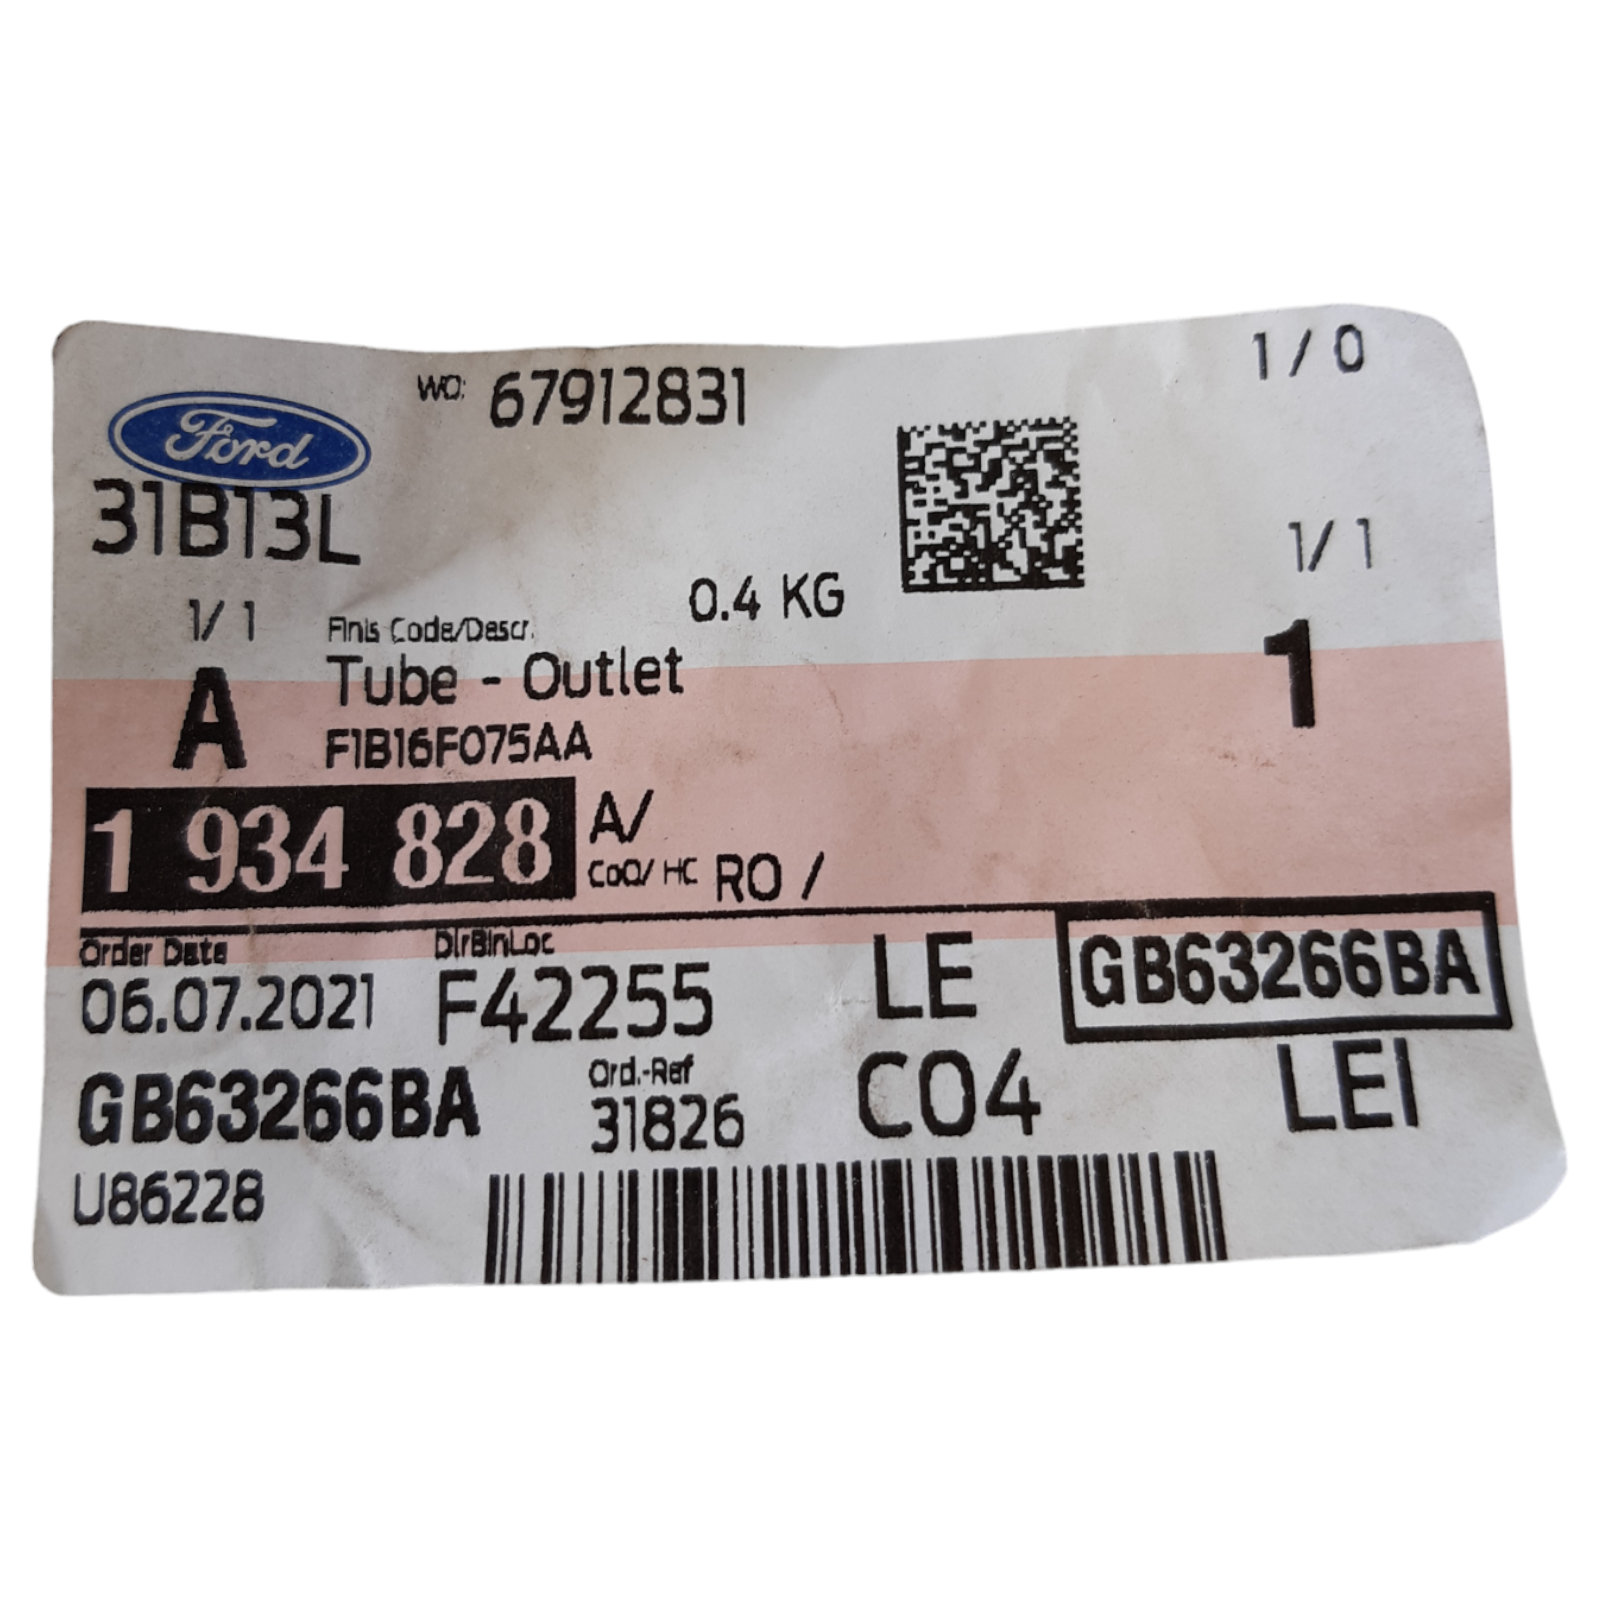 WO: 67912831
1 / 0
Ford
31B13L
0.4 KG
1/ 1
1/ 1
Finis Code/Descr.
A
Tube - Outlet
1
F1B16F075AA
1 934 828
A/
CoO/ HC RO /
Order Date
DlrBinLoc
06.07.2021
F42255
LE
GB63266BA
GB63266BA
Ord.-Ref
31826
C04
LEI
U86228